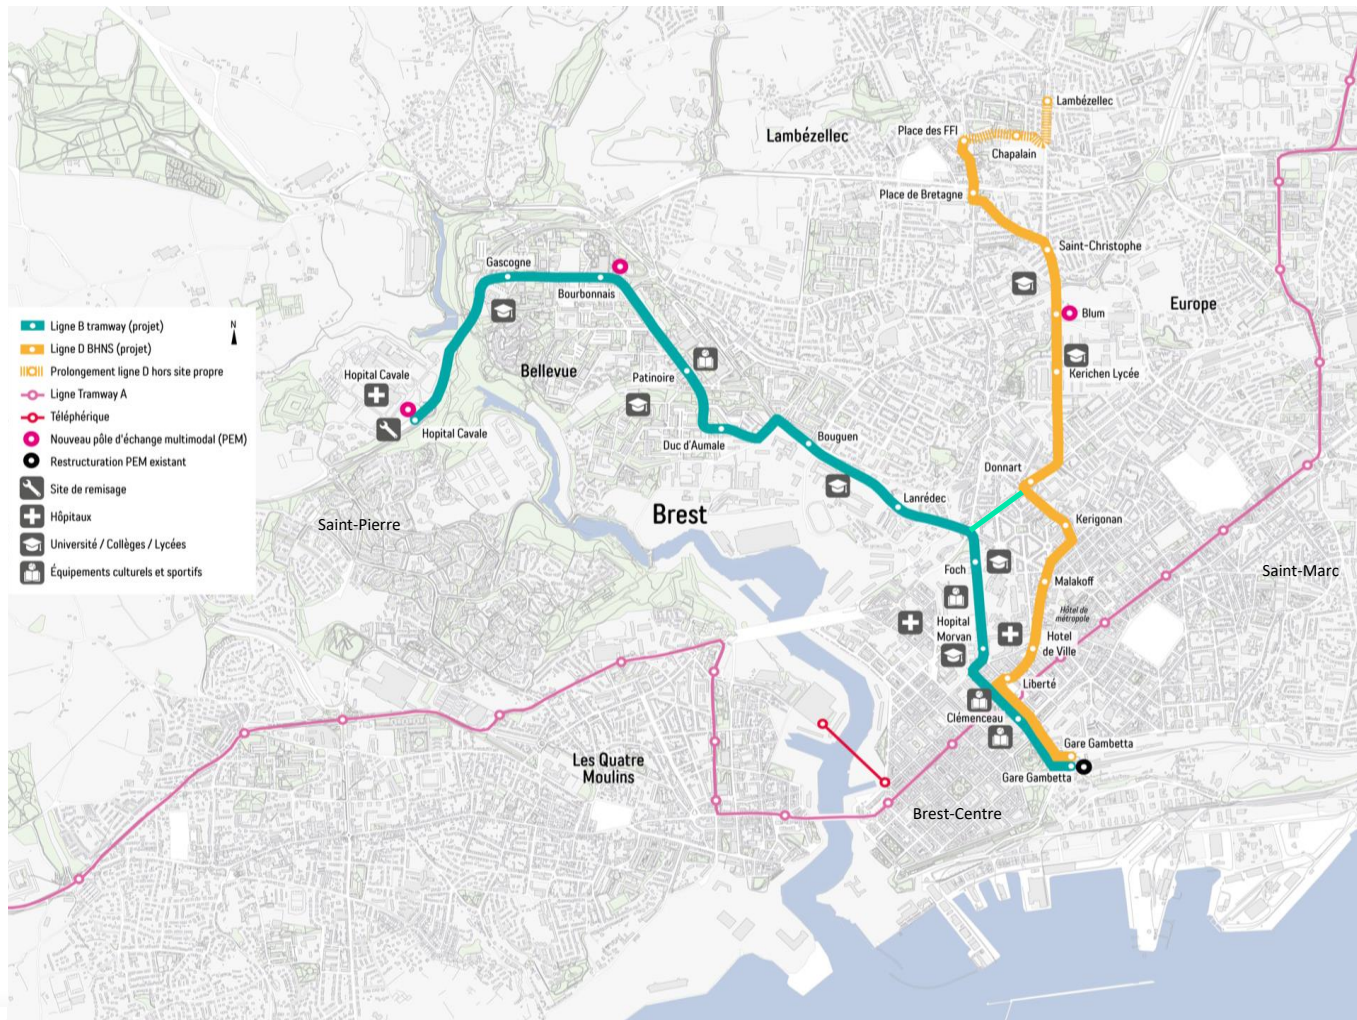 Lambézellec
Place des FFI
Lambézellec
Chapalain
Place de Bretagne
Saint-Christophe
Gascogne
Bourbonnais
Europe
Blum
Ligne B tramway (projet)
N
Ligne D BHNS (projet)
Prolongement ligne D hors site propre
Ligne Tramway A
Téléphérique
Nouveau pôle d'échange multimodal (PEM)
Restructuration PEM existant
Site de remisage
Hôpitaux
Université / Collèges / Lycées
Équipements culturels et sportifs
Hopital Cavale
Hopital Cavale
Bellevue
Patinoire
Kerichen Lycée
Duc d'Aumale
Bouguen
Donnart
Lanrédec
Brest
Saint-Pierre
Kerigonan
Foch
Saint-Marc
Malakoff
Hôtel de
métropole
Hopital
Morvan
Hotel
de Ville
Liberté
Clémenceau
Gare Gambetta
Gare Gambetta
Les Quatre
Moulins
Brest-Centre